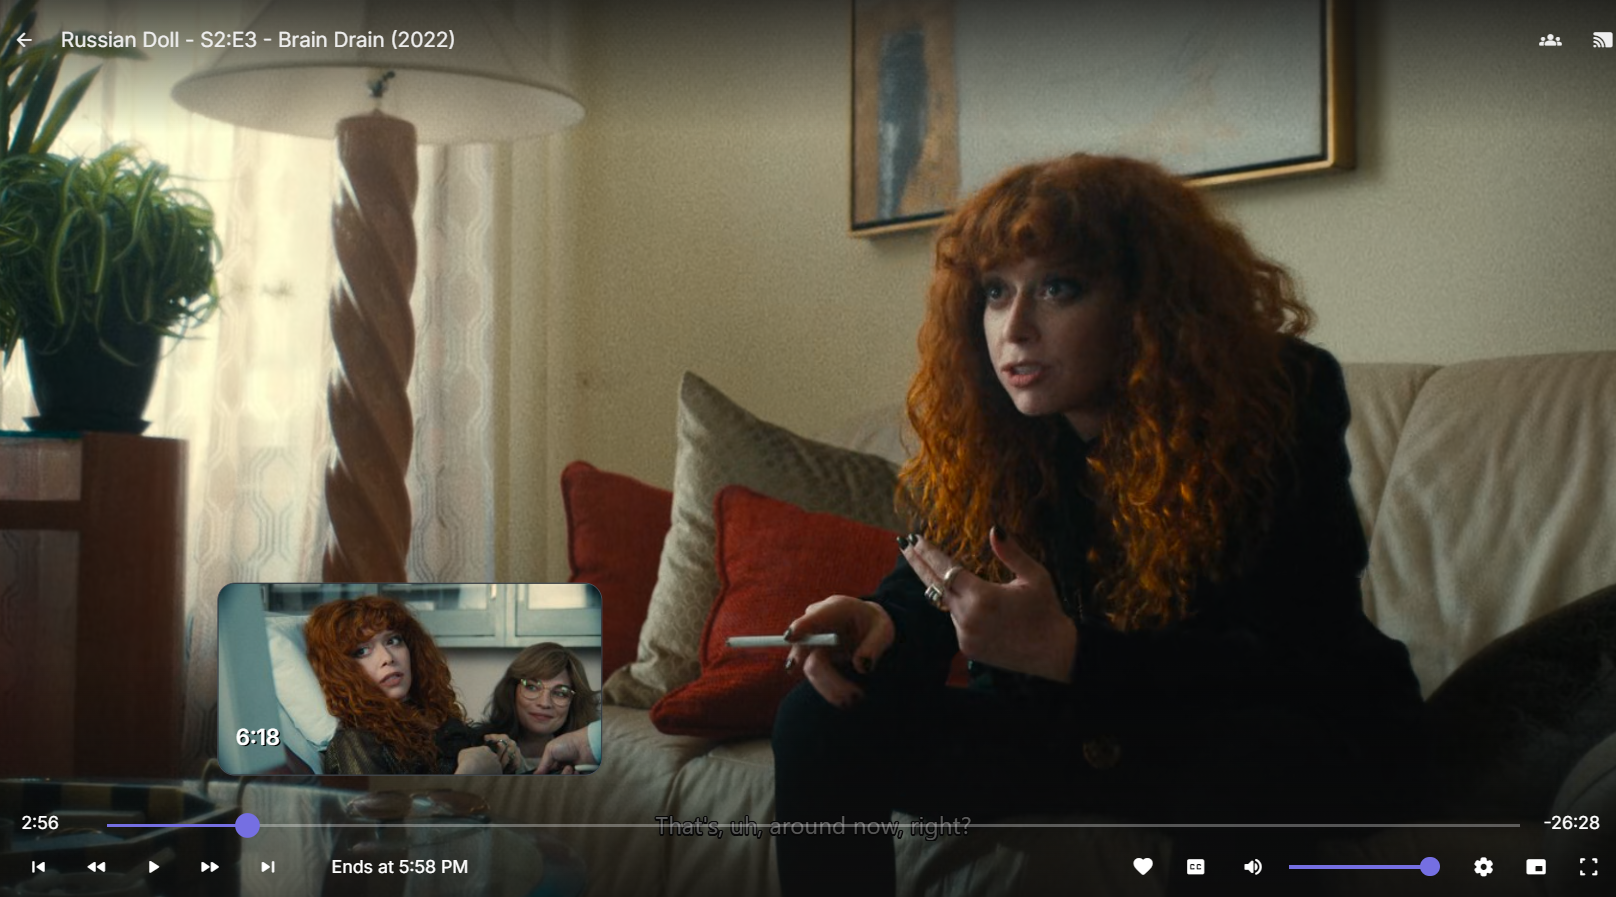 Russian Doll - S2:E3 - Brain Drain (2022)
6:18
2:56
That's, uh, around now, right?
-26:28
Ends at 5:58 PM
CC